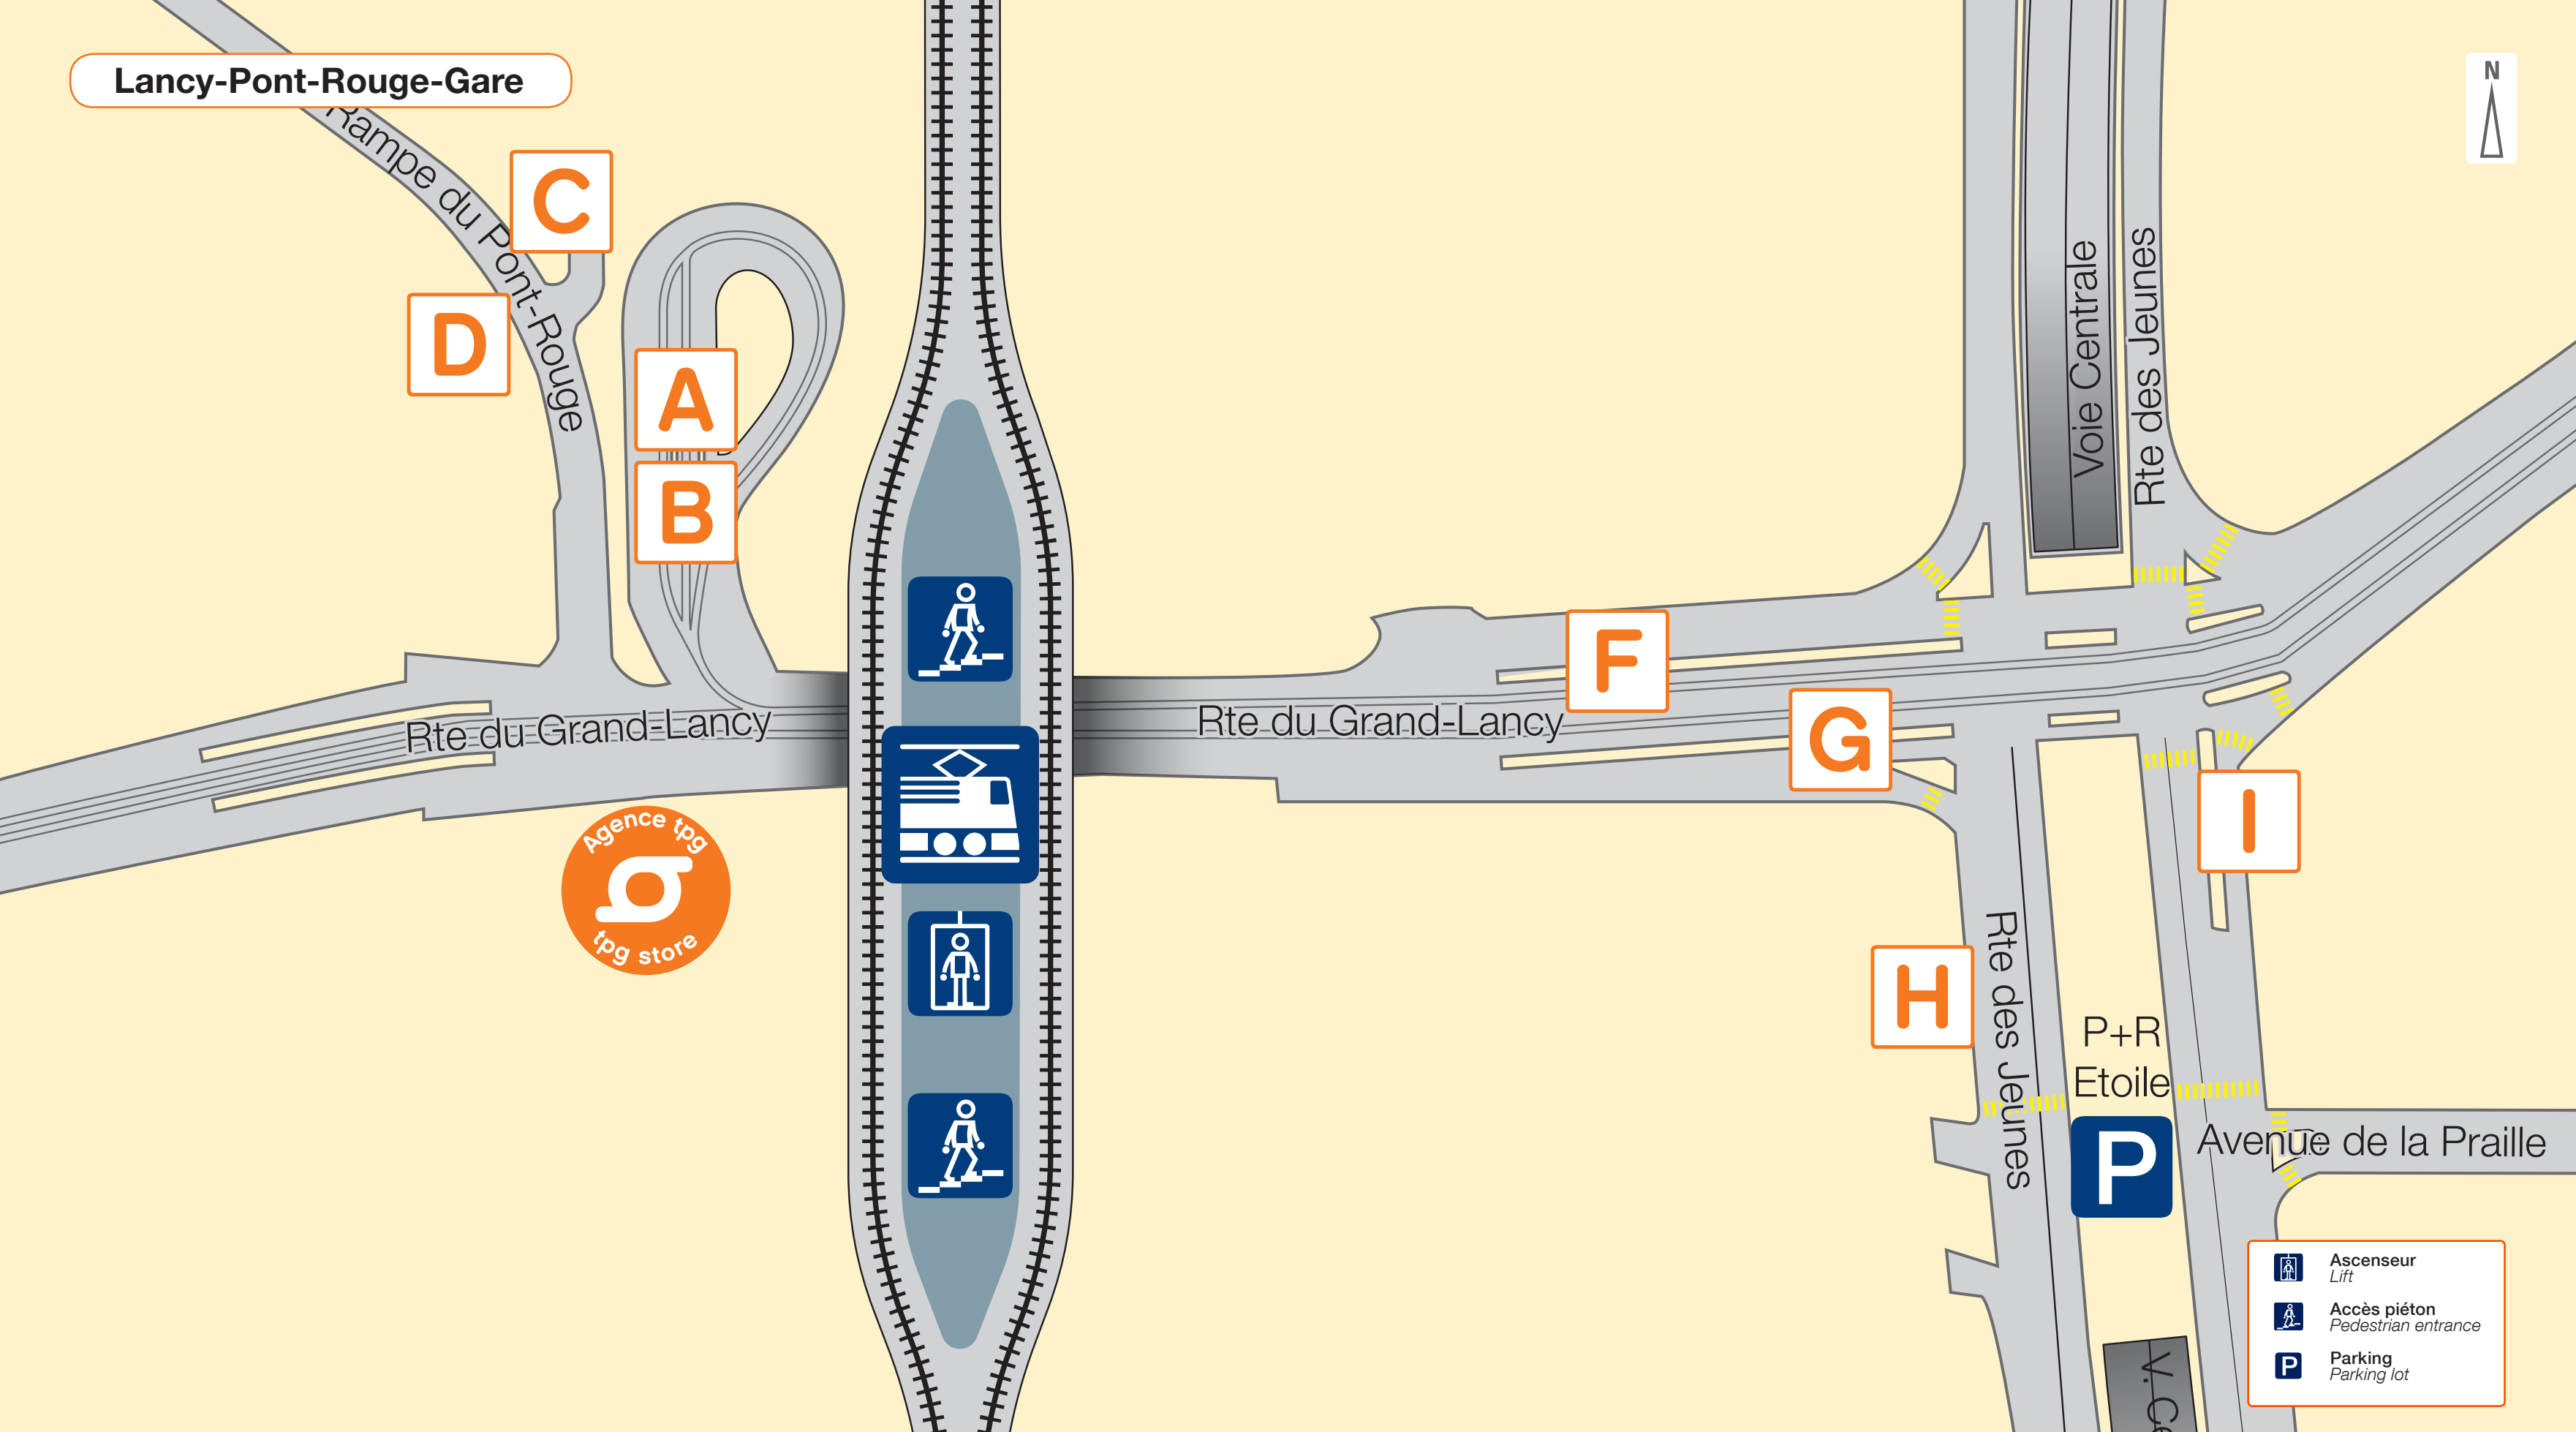 Lancy-Pont-Rouge-Gare
N
Rampe du Pont-Rouge
C
D
A
B
Voie Centrale
Rte des Jeunes
F
G
Rte du Grand-Lancy
Rte du Grand-Lancy
Agence tpg
tpg store
I
H
Rte des Jeunes
P+R
Etoile
P
Avenue de la Praille
V. Ce
Ascenseur
Lift
Accès piéton
Pedestrian entrance
P
Parking
Parking lot